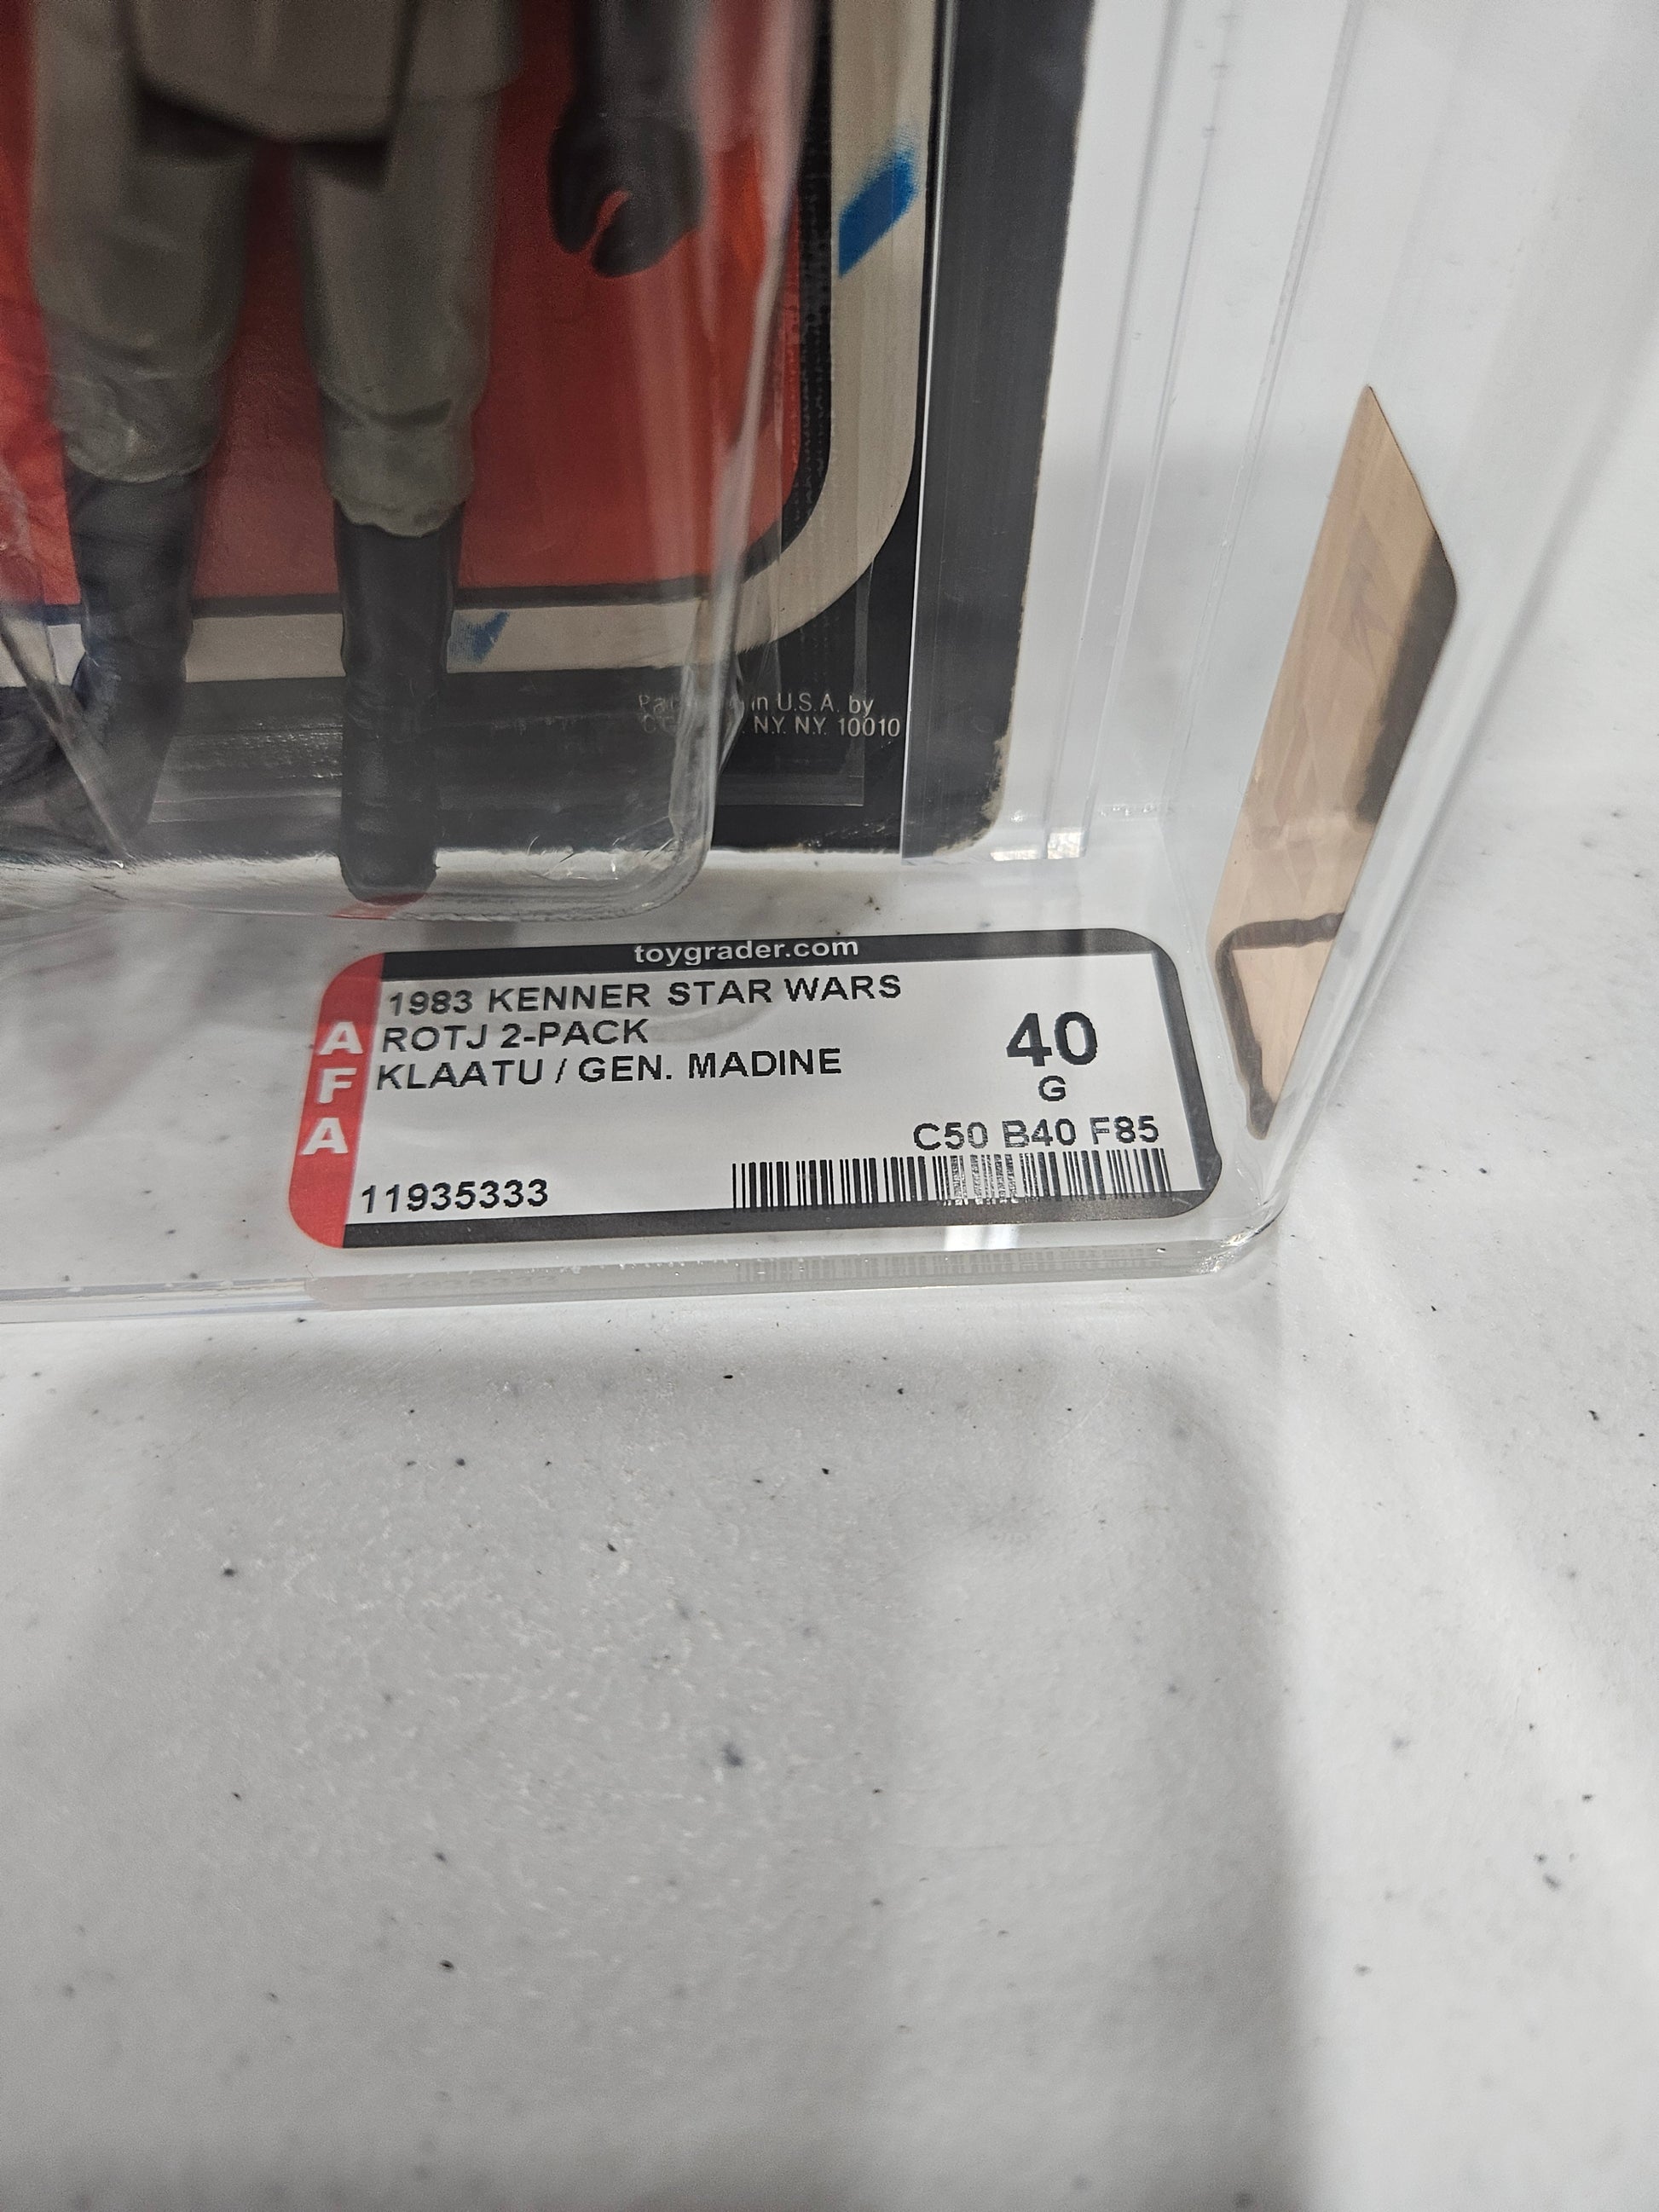 in U.S.A. by
N.Y. N.Y. 10010
toygrader.com
AFA
1983 KENNER STAR WARS
ROTJ 2-PACK
KLAATU / GEN. MADINE
40
G
C50 B40 F85
11935333